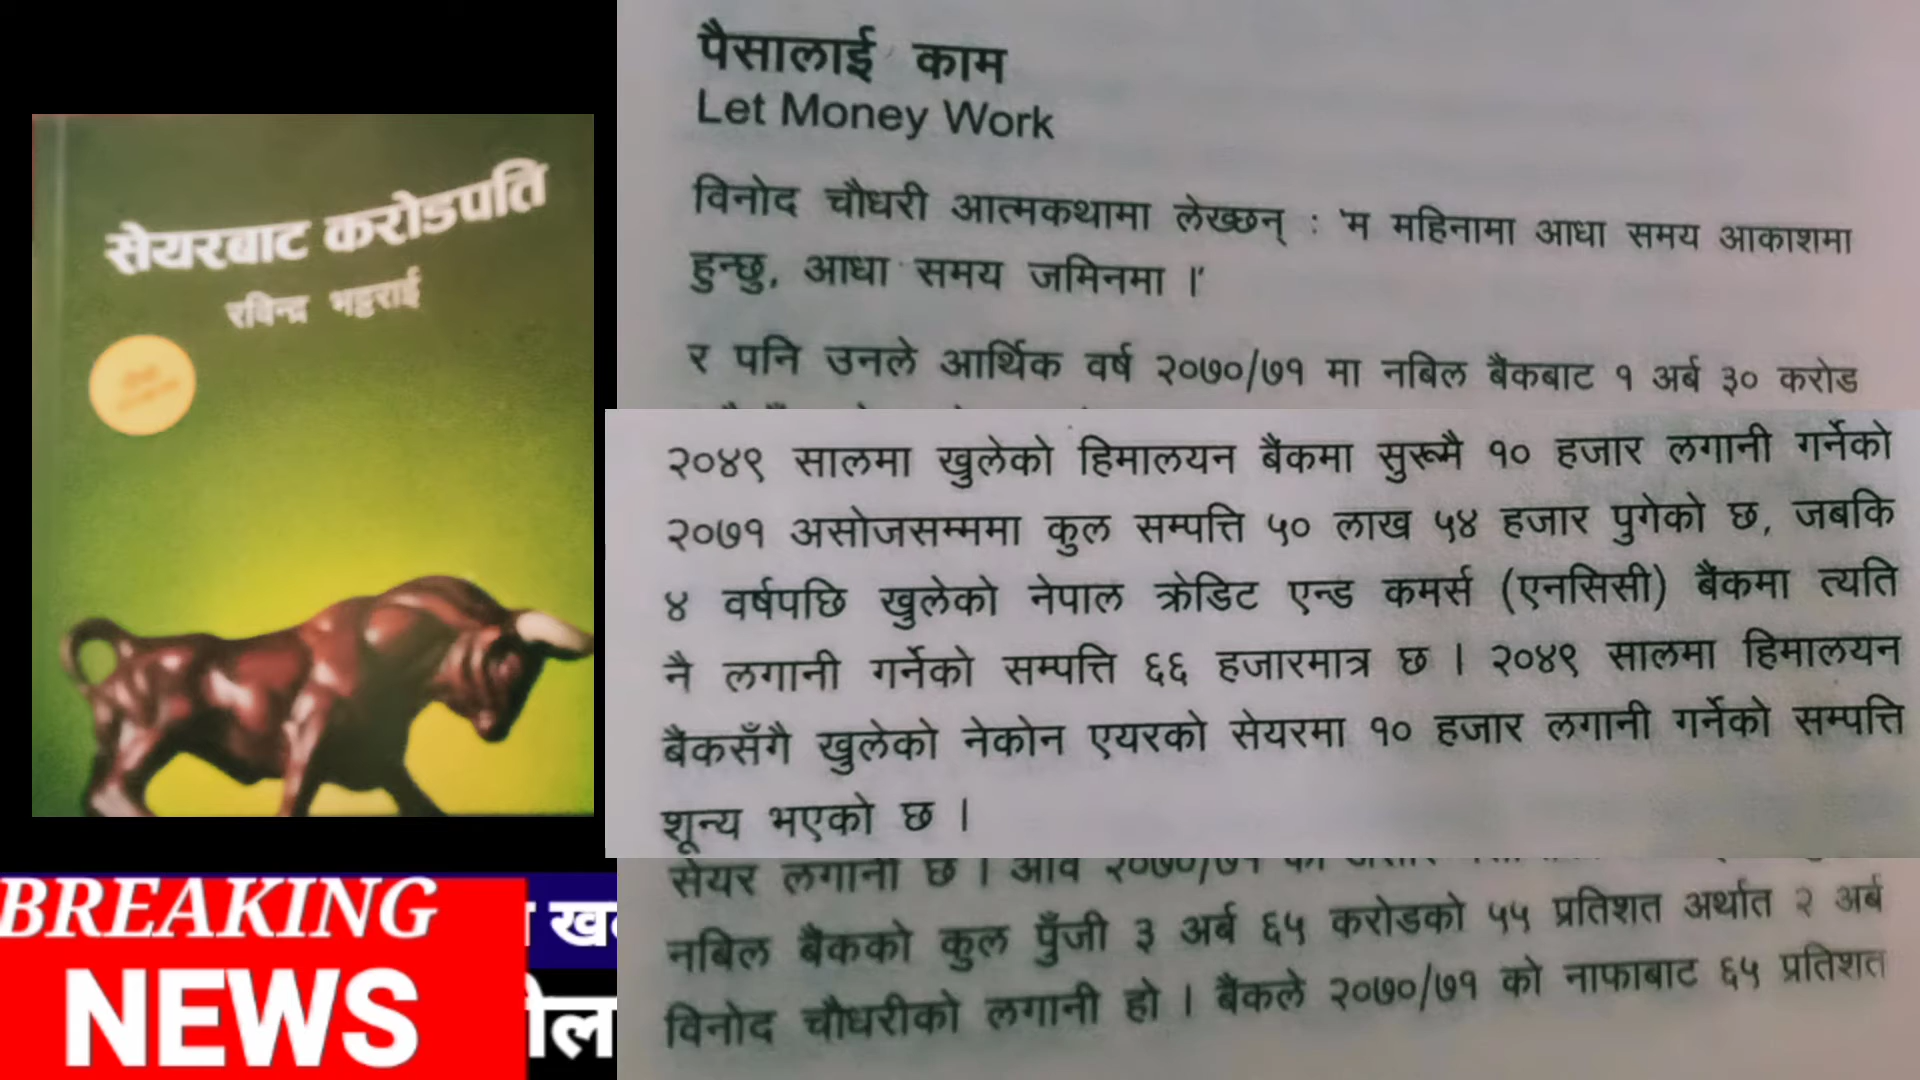 सेयरबाट करोडपति
रविन्द्र भट्टराई
BREAKING
NEWS
पैसालाई काम
Let Money Work
विनोद चौधरी आत्मकथामा लेख्छन् : 'म महिनामा आधा समय आकाशमा
हुन्छु, आधा समय जमिनमा ।'
र पनि उनले आर्थिक वर्ष २०७०/७१ मा नबिल बैंकबाट १ अर्ब ३० करोड
२०४९ सालमा खुलेको हिमालयन बैंकमा सुरूमै १० हजार लगानी गर्नेको
२०७१ असोजसम्ममा कुल सम्पत्ति ५० लाख ५४ हजार पुगेको छ, जबकि
४ वर्षपछि खुलेको नेपाल क्रेडिट एन्ड कमर्स (एनसिसी) बैंकमा त्यति
नै लगानी गर्नेको सम्पत्ति ६६ हजारमात्र छ । २०४९ सालमा हिमालयन
बैंकसँगै खुलेको नेकोन एयरको सेयरमा १० हजार लगानी गर्नेको सम्पत्ति
शून्य भएको छ ।
सेयर लगानी छ । आव २०७०/७१
नबिल बैंकको कुल पुँजी ३ अर्ब ६५ करोडको ५५ प्रतिशत अर्थात २ अर्ब
विनोद चौधरीको लगानी हो । बैंकले २०७०/७१ को नाफाबाट ६५ प्रतिशत